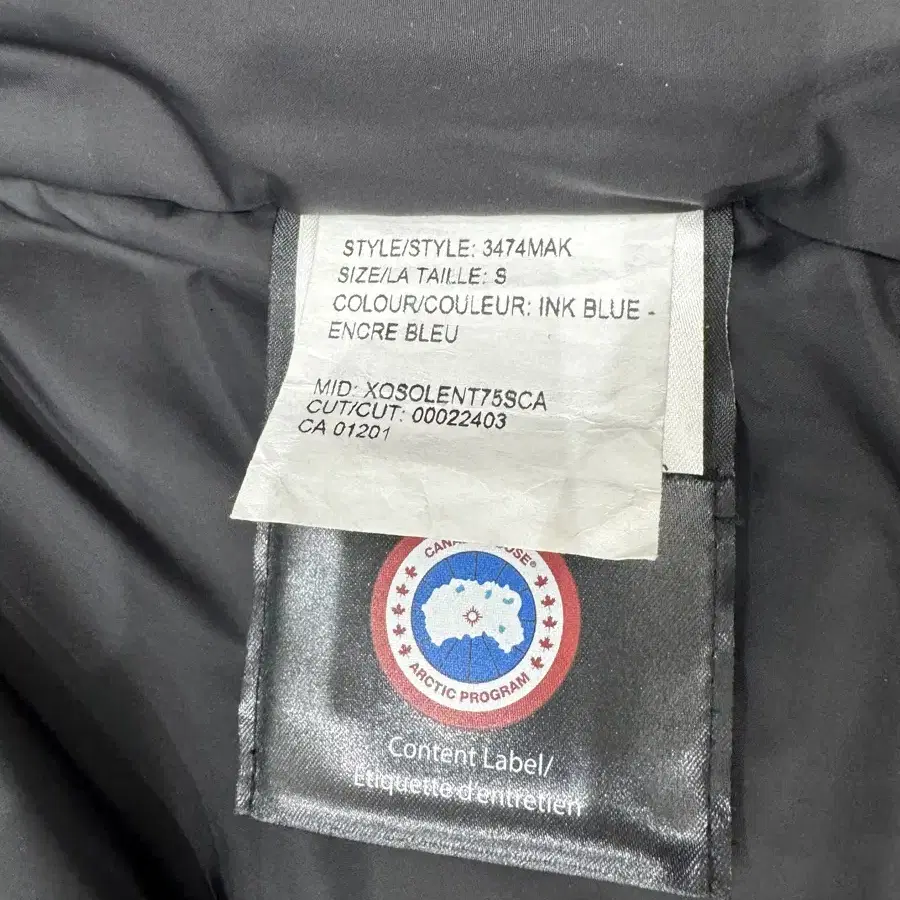 STYLE/STYLE: 3474MAK
SIZE/LA TAILLE: S
COLOUR/COULEUR: INK BLUE -
ENCRE BLEU
MID: XOSOLENT75SCA
CUT/CUT: 00022403
CA 01201
ARCTIC PROGRAM
Content Label/
Étiquette d'entretien